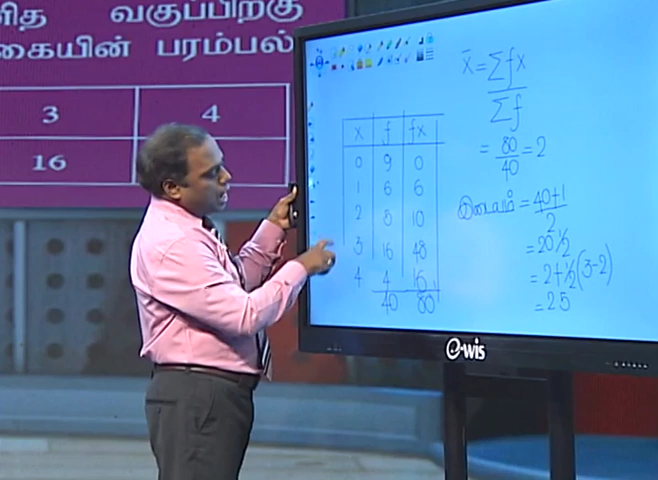 வகுப்பிற்கு
கையின் பரம்பல்
3 4
16
x f fx
0 9 0
1 6 6
2 5 10
3 16 48
4 4 16
40 80
x̄ = Σfx / Σf
= 80/40 = 2
இடையம் = 40+1 / 2
= 20 1/2
= 2 + 1/2 (3-2)
= 2.5
e-wis